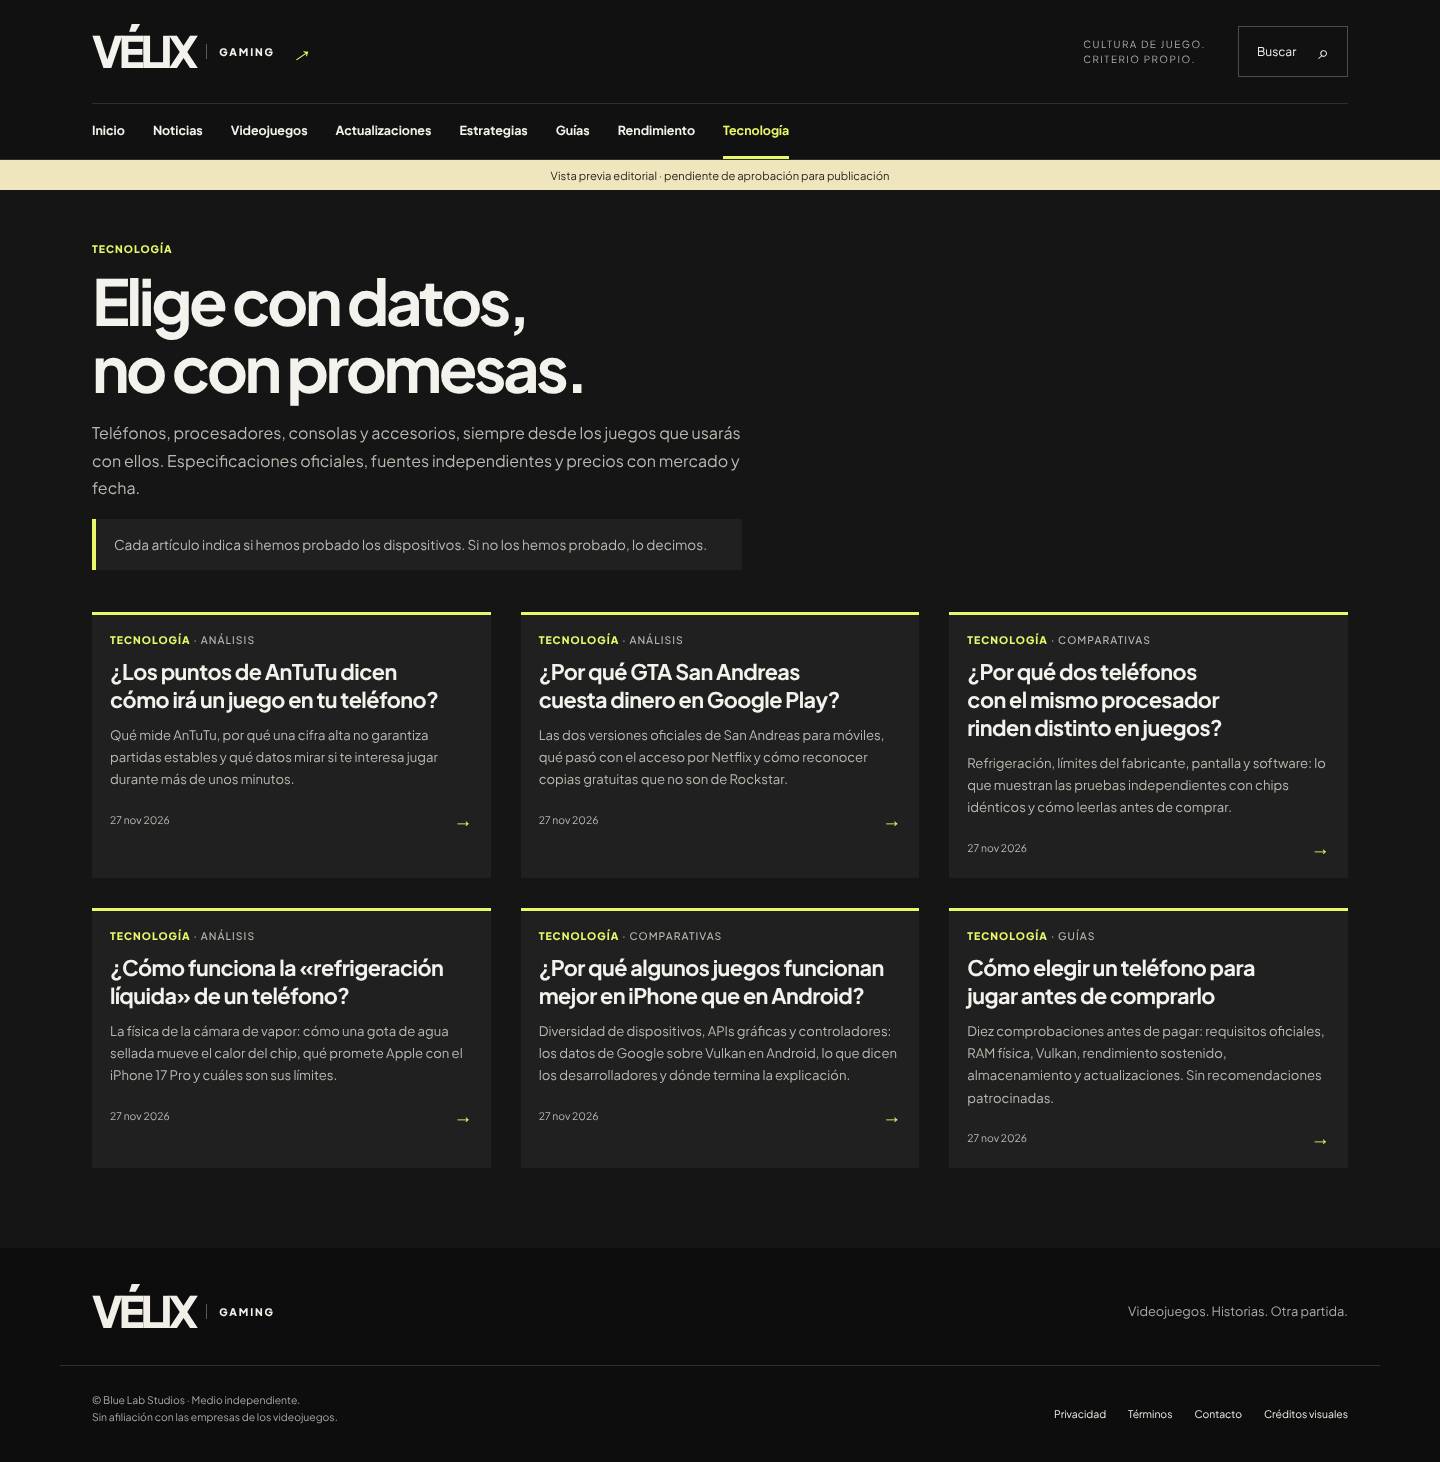 VÉLIX GAMING →
CULTURA DE JUEGO.
CRITERIO PROPIO.
Buscar ⌕
Inicio Noticias Videojuegos Actualizaciones Estrategias Guías Rendimiento Tecnología
Vista previa editorial · pendiente de aprobación para publicación
TECNOLOGÍA
Elige con datos,
no con promesas.
Teléfonos, procesadores, consolas y accesorios, siempre desde los juegos que usarás
con ellos. Especificaciones oficiales, fuentes independientes y precios con mercado y
fecha.
Cada artículo indica si hemos probado los dispositivos. Si no los hemos probado, lo decimos.
TECNOLOGÍA · ANÁLISIS
¿Los puntos de AnTuTu dicen
cómo irá un juego en tu teléfono?
Qué mide AnTuTu, por qué una cifra alta no garantiza
partidas estables y qué datos mirar si te interesa jugar
durante más de unos minutos.
27 nov 2026 →
TECNOLOGÍA · ANÁLISIS
¿Por qué GTA San Andreas
cuesta dinero en Google Play?
Las dos versiones oficiales de San Andreas para móviles,
qué pasó con el acceso por Netflix y cómo reconocer
copias gratuitas que no son de Rockstar.
27 nov 2026 →
TECNOLOGÍA · COMPARATIVAS
¿Por qué dos teléfonos
con el mismo procesador
rinden distinto en juegos?
Refrigeración, límites del fabricante, pantalla y software: lo
que muestran las pruebas independientes con chips
idénticos y cómo leerlas antes de comprar.
27 nov 2026 →
TECNOLOGÍA · ANÁLISIS
¿Cómo funciona la «refrigeración
líquida» de un teléfono?
La física de la cámara de vapor: cómo una gota de agua
sellada mueve el calor del chip, qué promete Apple con el
iPhone 17 Pro y cuáles son sus límites.
27 nov 2026 →
TECNOLOGÍA · COMPARATIVAS
¿Por qué algunos juegos funcionan
mejor en iPhone que en Android?
Diversidad de dispositivos, APIs gráficas y controladores:
los datos de Google sobre Vulkan en Android, lo que dicen
los desarrolladores y dónde termina la explicación.
27 nov 2026 →
TECNOLOGÍA · GUÍAS
Cómo elegir un teléfono para
jugar antes de comprarlo
Diez comprobaciones antes de pagar: requisitos oficiales,
RAM física, Vulkan, rendimiento sostenido,
almacenamiento y actualizaciones. Sin recomendaciones
patrocinadas.
27 nov 2026 →
VÉLIX GAMING
Videojuegos. Historias. Otra partida.
© Blue Lab Studios · Medio independiente.
Sin afiliación con las empresas de los videojuegos.
Privacidad Términos Contacto Créditos visuales